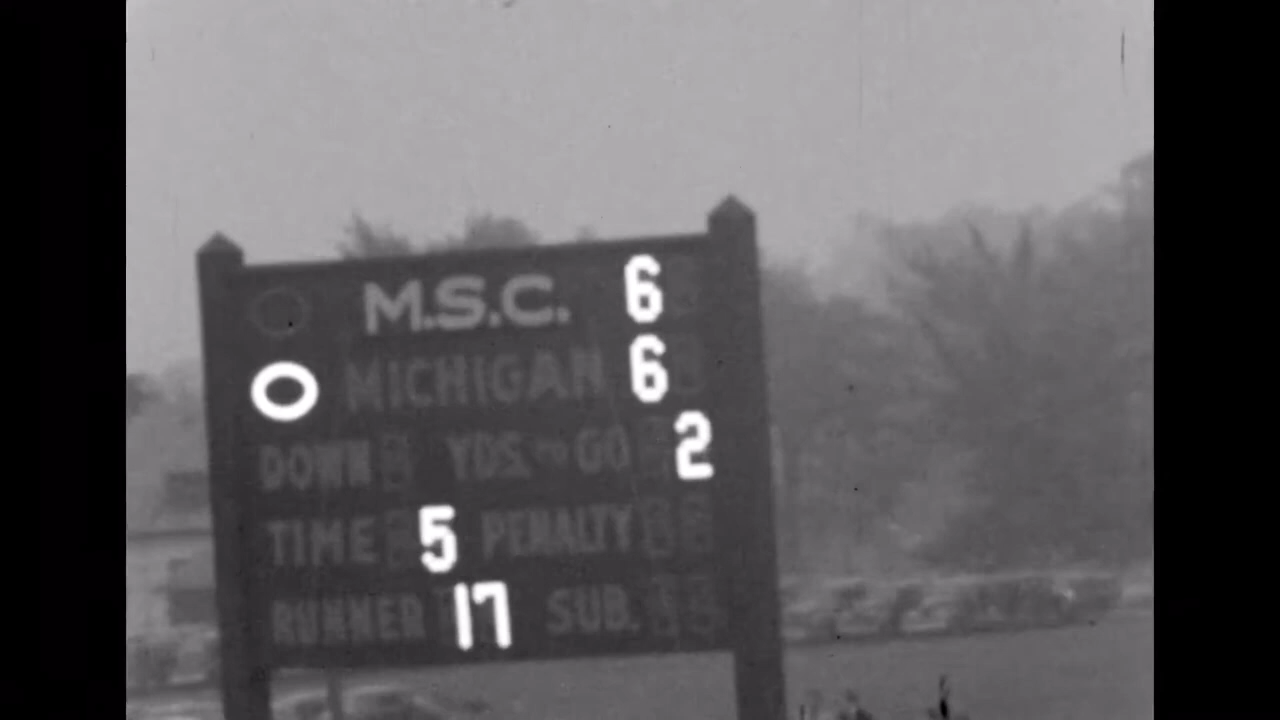 M.S.C. 6
MICHIGAN 6
DOWN YDS TO GO 2
TIME 5 PENALTY
RUNNER 17 SUB.